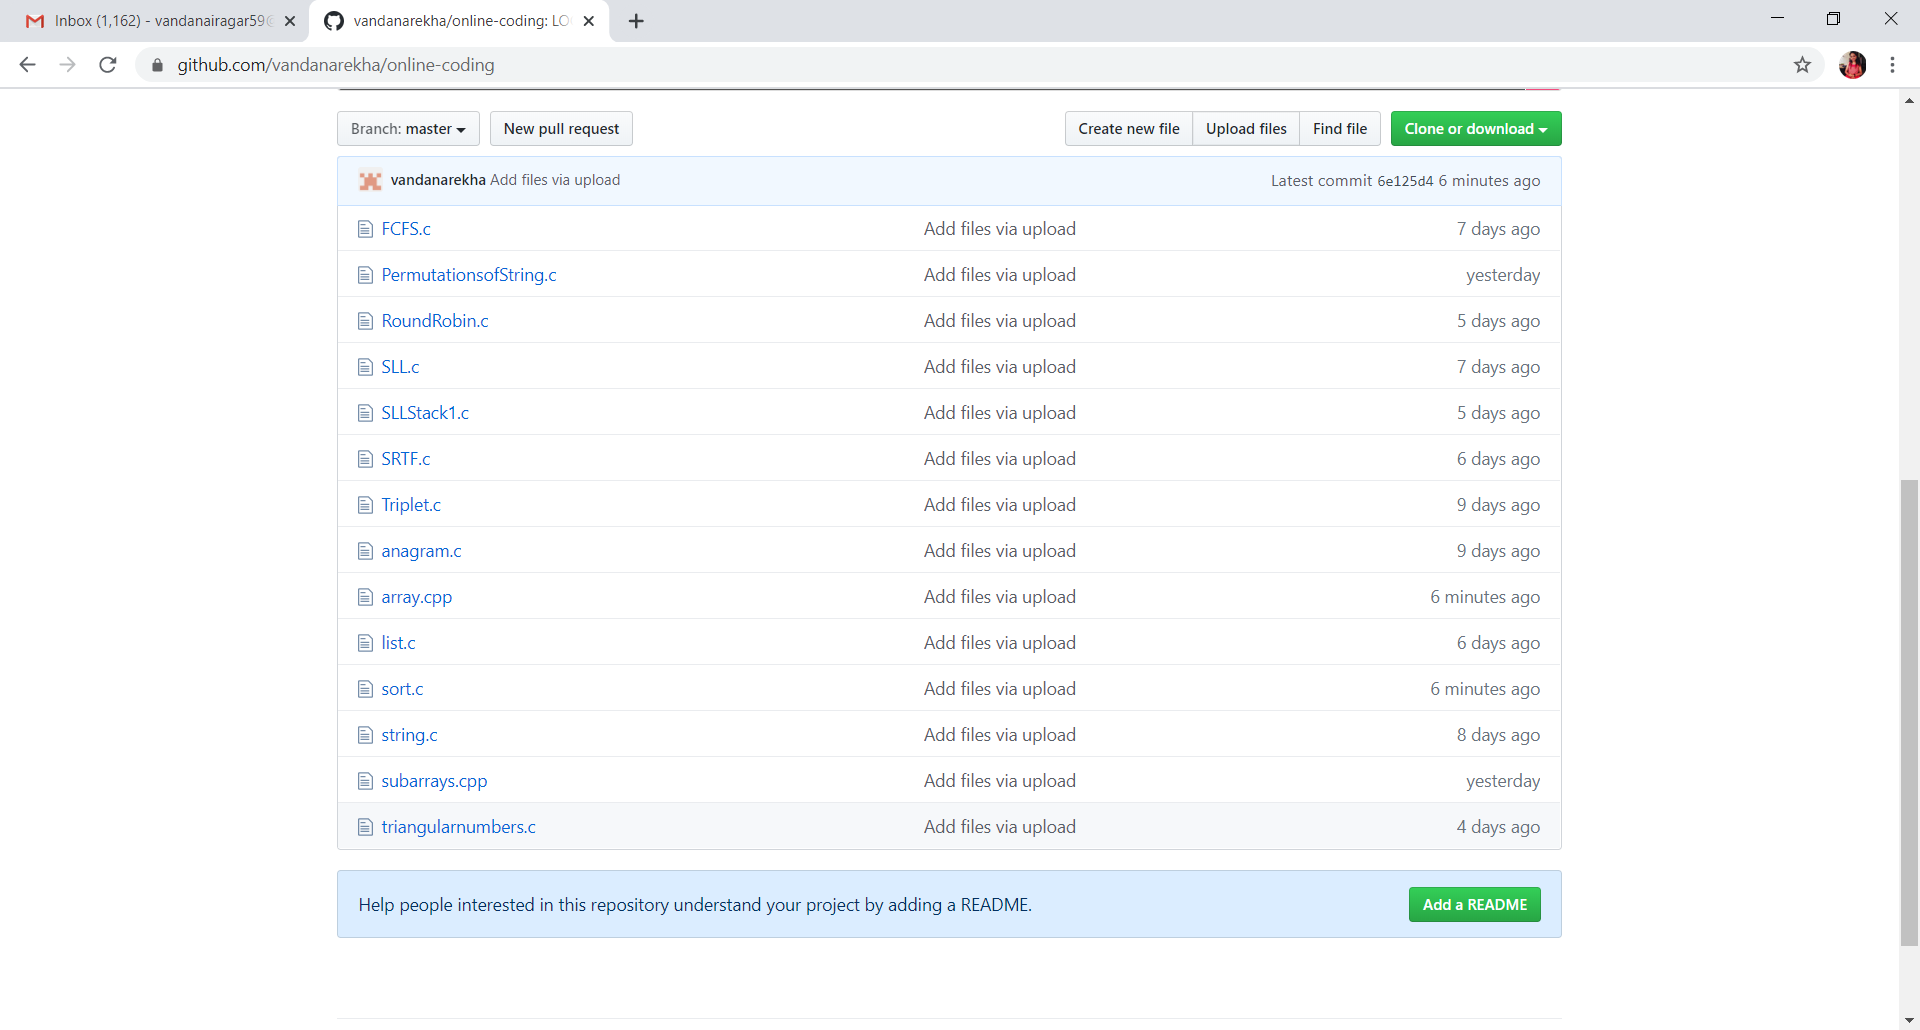 Inbox (1,162) - vandanairagar59@
vandanarekha/online-coding: LO
github.com/vandanarekha/online-coding
Branch: master New pull request Create new file Upload files Find file Clone or download
vandanarekha Add files via upload Latest commit 6e125d4 6 minutes ago
FCFS.c Add files via upload 7 days ago
PermutationsofString.c Add files via upload yesterday
RoundRobin.c Add files via upload 5 days ago
SLL.c Add files via upload 7 days ago
SLLStack1.c Add files via upload 5 days ago
SRTF.c Add files via upload 6 days ago
Triplet.c Add files via upload 9 days ago
anagram.c Add files via upload 9 days ago
array.cpp Add files via upload 6 minutes ago
list.c Add files via upload 6 days ago
sort.c Add files via upload 6 minutes ago
string.c Add files via upload 8 days ago
subarrays.cpp Add files via upload yesterday
triangularnumbers.c Add files via upload 4 days ago
Help people interested in this repository understand your project by adding a README. Add a README